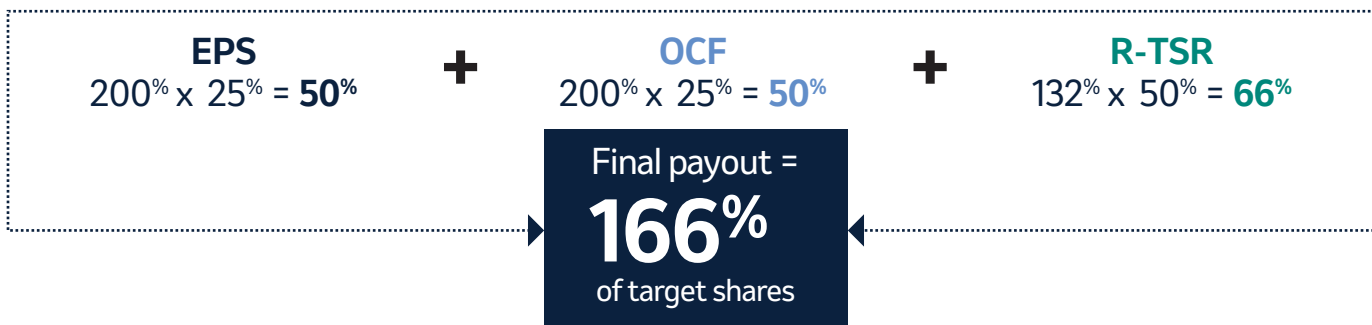 EPS + OCF + R-TSR
200% x 25% = 50% 200% x 25% = 50% 132% x 50% = 66%
Final payout =
166%
of target shares